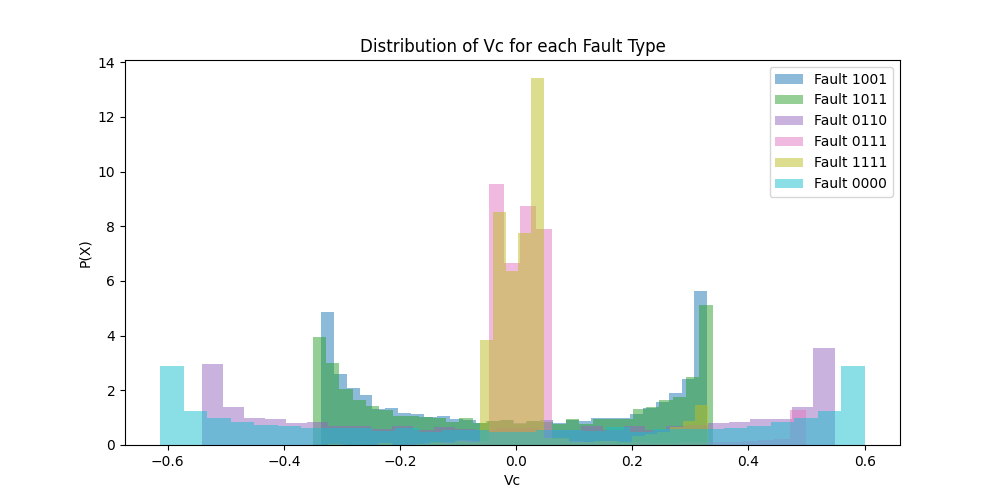 Distribution of Vc for each Fault Type
14
12
10
8
6
4
2
0
P(X)
−0.6
−0.4
−0.2
0.0
0.2
0.4
0.6
Vc
Fault 1001
Fault 1011
Fault 0110
Fault 0111
Fault 1111
Fault 0000